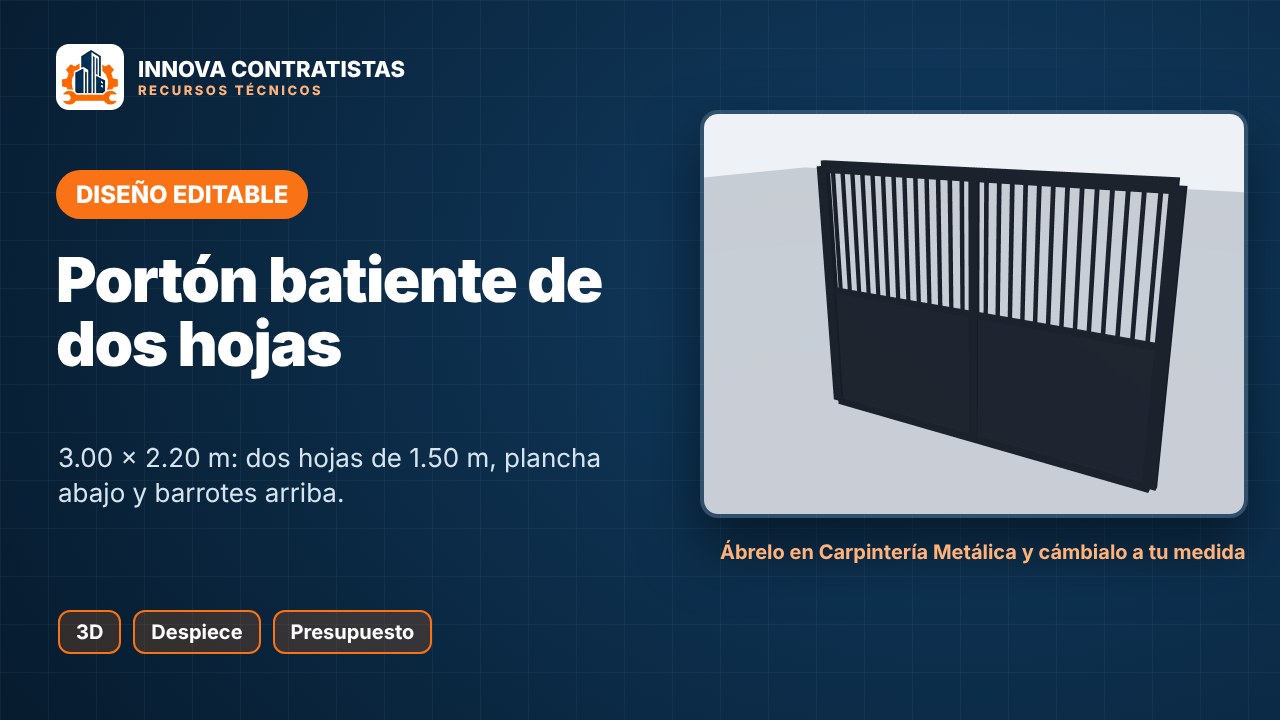 INNOVA CONTRATISTAS
RECURSOS TÉCNICOS
DISEÑO EDITABLE
Portón batiente de
dos hojas
3.00 × 2.20 m: dos hojas de 1.50 m, plancha
abajo y barrotes arriba.
Ábrelo en Carpintería Metálica y cámbialo a tu medida
3D
Despiece
Presupuesto